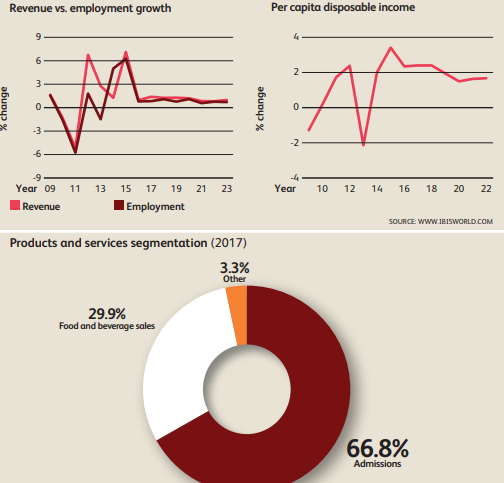 Revenue vs. employment growth
9
6
3
0
-3
-6
-9
% change
Year 09 11 13 15 17 19 21 23
Revenue
Employment
Per capita disposable income
4
2
0
-2
-4
% change
Year 10 12 14 16 18 20 22
SOURCE: WWW.IBISWORLD.COM
Products and services segmentation (2017)
3.3%
Other
29.9%
Food and beverage sales
66.8%
Admissions